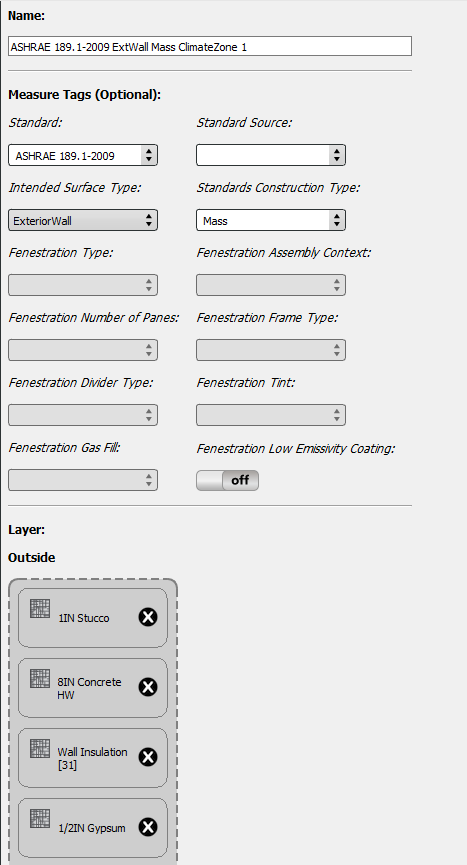 Name:
ASHRAE 189.1-2009 ExtWall Mass ClimateZone 1
Measure Tags (Optional):
Standard: Standard Source:
ASHRAE 189.1-2009
Intended Surface Type: Standards Construction Type:
ExteriorWall Mass
Fenestration Type: Fenestration Assembly Context:
Fenestration Number of Panes: Fenestration Frame Type:
Fenestration Divider Type: Fenestration Tint:
Fenestration Gas Fill: Fenestration Low Emissivity Coating:
off
Layer:
Outside
1IN Stucco
8IN Concrete
HW
Wall Insulation
[31]
1/2IN Gypsum